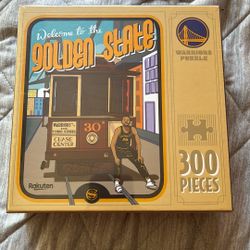 Welcome to the
GOLDEN STATE
WARRIORS
PUZZLE
30
CHASE
CENTER
Rakuten
300
PIECES